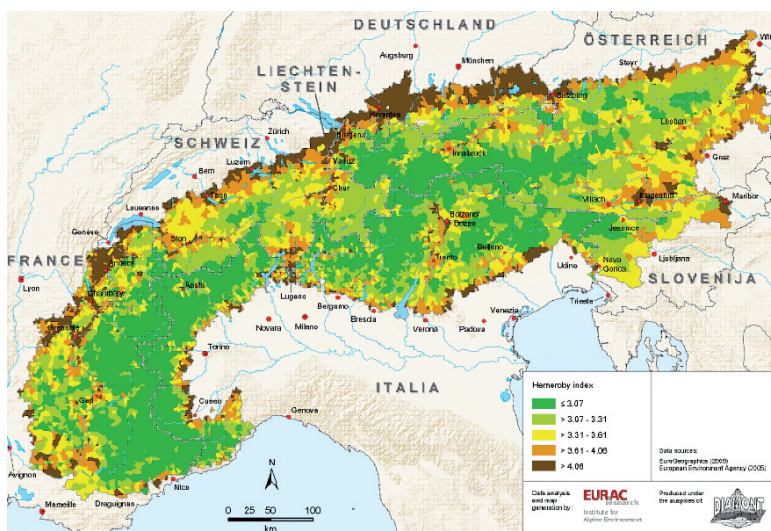 DEUTSCHLAND
Augsburg
München
ÖSTERREICH
Steyr
LIECHTEN-
STEIN
Kempten
Salzburg
Bregenz
Leoben
Zürich
SCHWEIZ
Luzern
Vaduz
Innsbruck
Graz
Bern
Thun
Chur
Villach
Klagenfurt
Maribor
Lausanne
Bolzano
Bozen
Jesenice
Genève
Sion
Belluno
Trento
Nova
Gorica
Ljubljana
FRANCE
Annecy
Udine
SLOVENIJA
Lyon
Chambéry
Aosta
Lugano
Bergamo
Trieste
Novara
Milano
Brescia
Verona
Padova
Venezia
Grenoble
Torino
ITALIA
Gap
Cuneo
Genova
Avignon
Nice
Marseille
Draguignan
N
0 25 50 100
km
Hemeroby index
≤ 3.07
> 3.07 - 3.31
> 3.31 - 3.61
> 3.61 - 4.06
> 4.06
Data sources:
EuroGeographics (2005)
European Environment Agency (2005)
Data analysis
and map
generation by:
EURAC
research
Institute for
Alpine Environment
Produced under
the auspices of:
DIAMONT